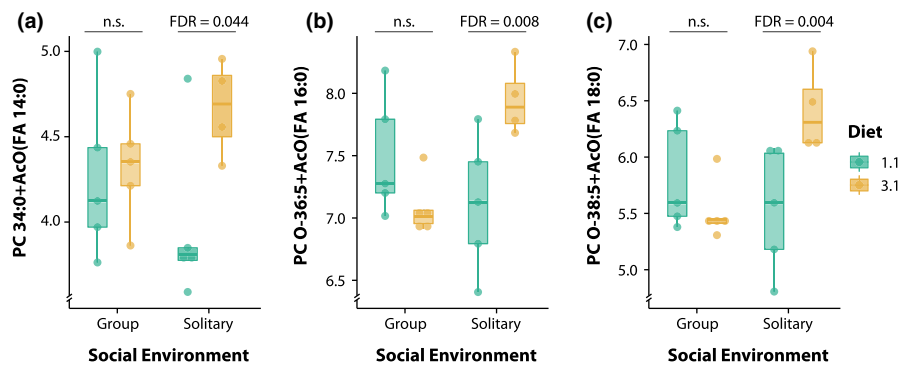 (a)
n.s.
FDR = 0.044
PC 34:0+AcO(FA 14:0)
5.0
4.5
4.0
Group
Solitary
Social Environment
(b)
n.s.
FDR = 0.008
PC O-36:5+AcO(FA 16:0)
8.0
7.5
7.0
6.5
Group
Solitary
Social Environment
(c)
n.s.
FDR = 0.004
PC O-38:5+AcO(FA 18:0)
7.0
6.5
6.0
5.5
5.0
Group
Solitary
Social Environment
Diet
1.1
3.1